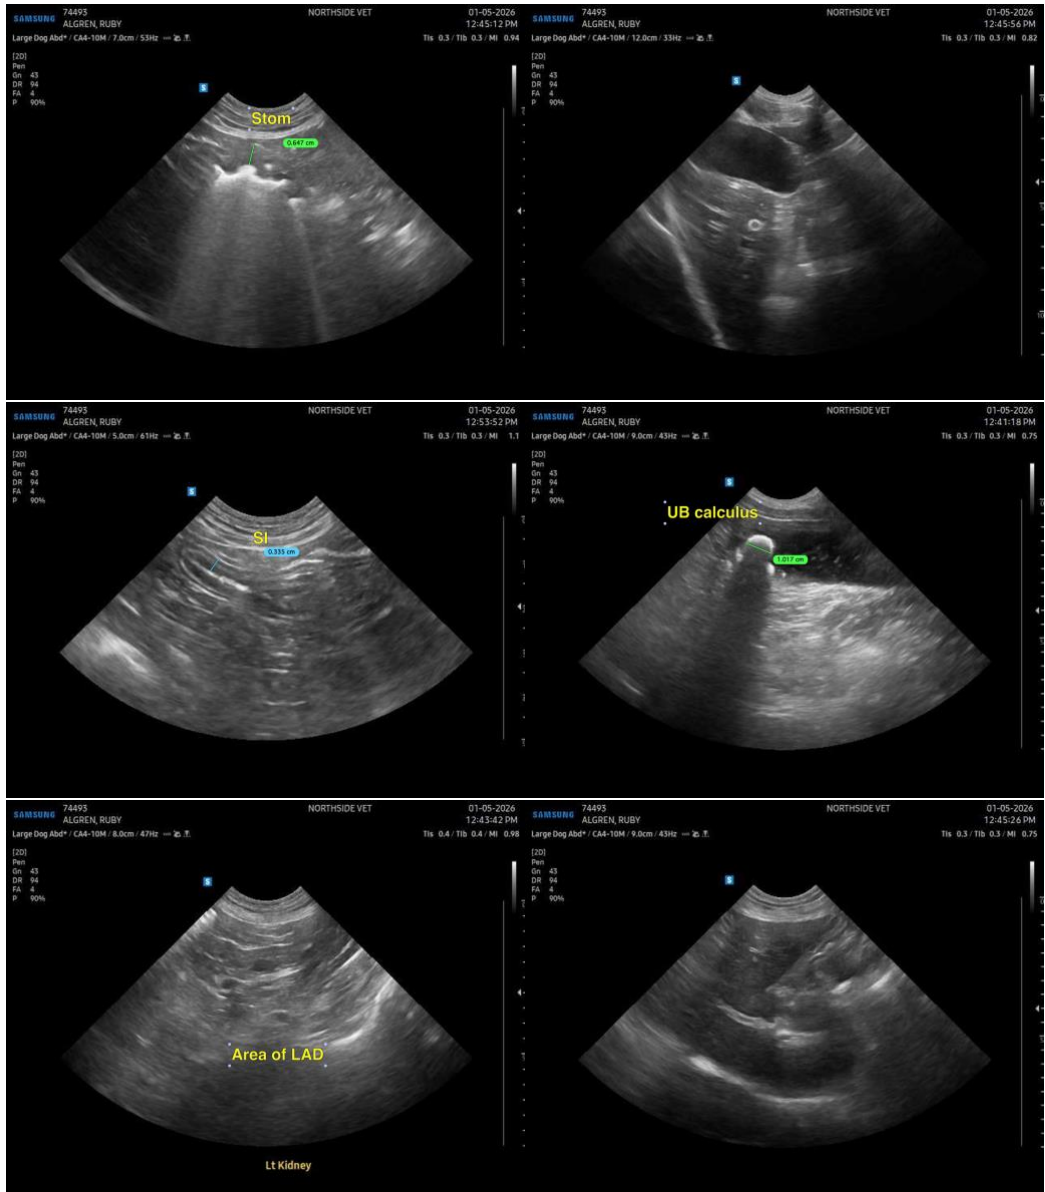 SAMSUNG
74493
ALGREN, RUBY
NORTHSIDE VET
01-05-2026
12:45:12 PM
Large Dog Abd* / CA4-10M / 7.0cm / 53Hz
TIs 0.3 / TIb 0.3 / MI 0.94
[2D]
Pen
Gn 43
DR 94
FA 4
P 90%
S
Stom
0.647 cm
SAMSUNG
74493
ALGREN, RUBY
NORTHSIDE VET
01-05-2026
12:45:56 PM
Large Dog Abd* / CA4-10M / 12.0cm / 33Hz
TIs 0.3 / TIb 0.3 / MI 0.82
[2D]
Pen
Gn 43
DR 94
FA 4
P 90%
S
SAMSUNG
74493
ALGREN, RUBY
NORTHSIDE VET
01-05-2026
12:53:52 PM
Large Dog Abd* / CA4-10M / 5.0cm / 61Hz
TIs 0.3 / TIb 0.3 / MI 1.1
[2D]
Pen
Gn 43
DR 94
FA 4
P 90%
S
SI
0.335 cm
SAMSUNG
74493
ALGREN, RUBY
NORTHSIDE VET
01-05-2026
12:41:18 PM
Large Dog Abd* / CA4-10M / 9.0cm / 43Hz
TIs 0.3 / TIb 0.3 / MI 0.75
[2D]
Pen
Gn 43
DR 94
FA 4
P 90%
S
UB calculus
1.017 cm
SAMSUNG
74493
ALGREN, RUBY
NORTHSIDE VET
01-05-2026
12:43:42 PM
Large Dog Abd* / CA4-10M / 8.0cm / 47Hz
TIs 0.4 / TIb 0.4 / MI 0.98
[2D]
Pen
Gn 43
DR 94
FA 4
P 90%
S
Area of LAD
Lt Kidney
SAMSUNG
74493
ALGREN, RUBY
NORTHSIDE VET
01-05-2026
12:45:26 PM
Large Dog Abd* / CA4-10M / 9.0cm / 43Hz
TIs 0.3 / TIb 0.3 / MI 0.75
[2D]
Pen
Gn 43
DR 94
FA 4
P 90%
S